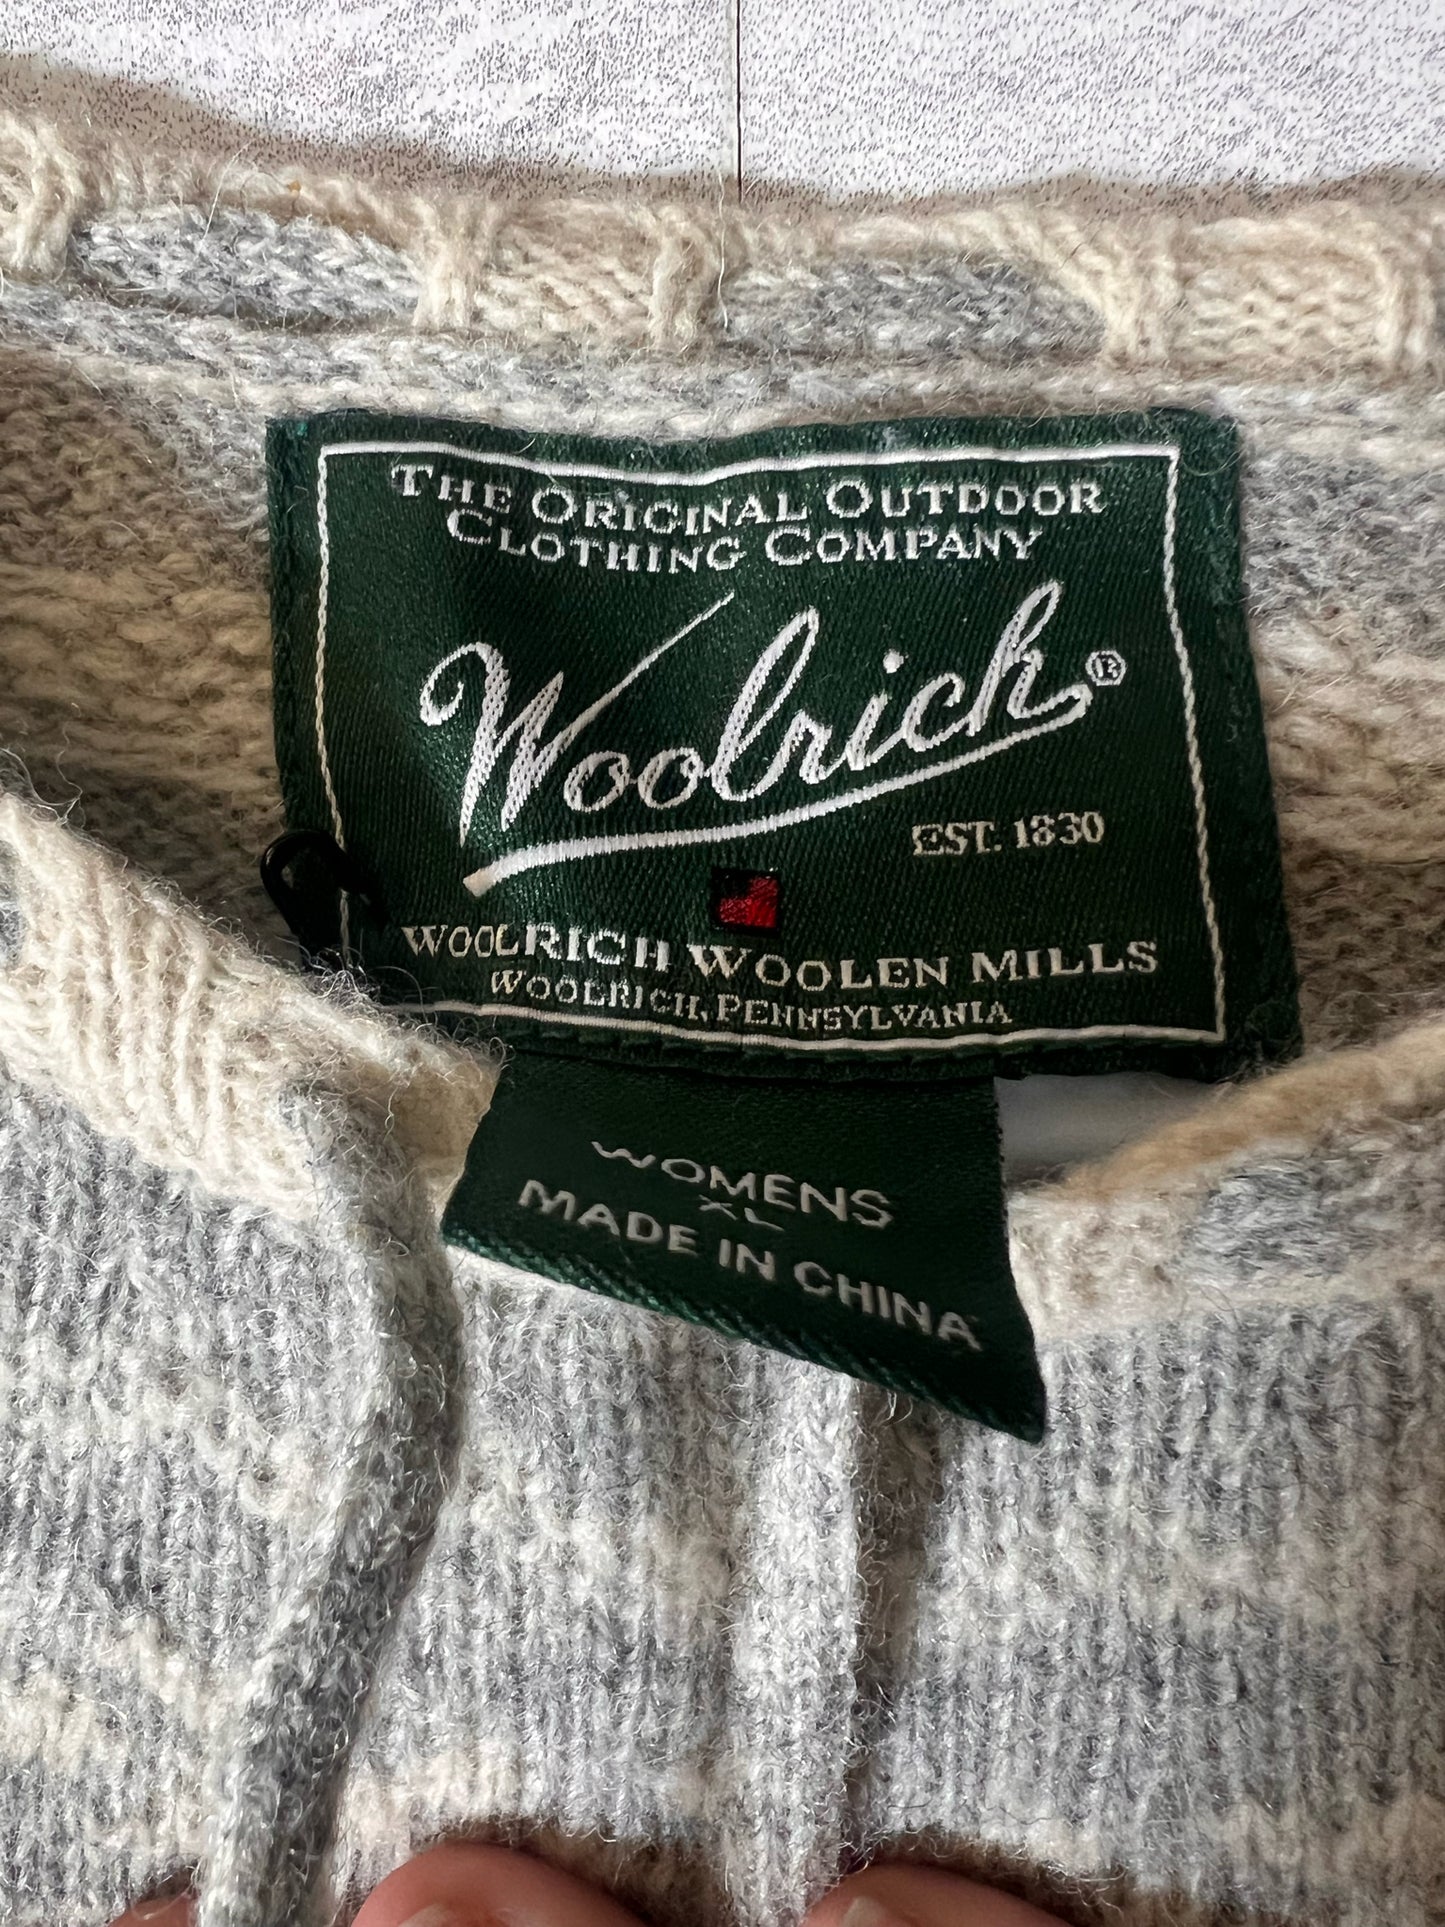 THE ORIGINAL OUTDOOR
CLOTHING COMPANY
Woolrich®
EST. 1830
WOOLRICH WOOLEN MILLS
WOOLRICH, PENNSYLVANIA
WOMENS
XL
MADE IN CHINA